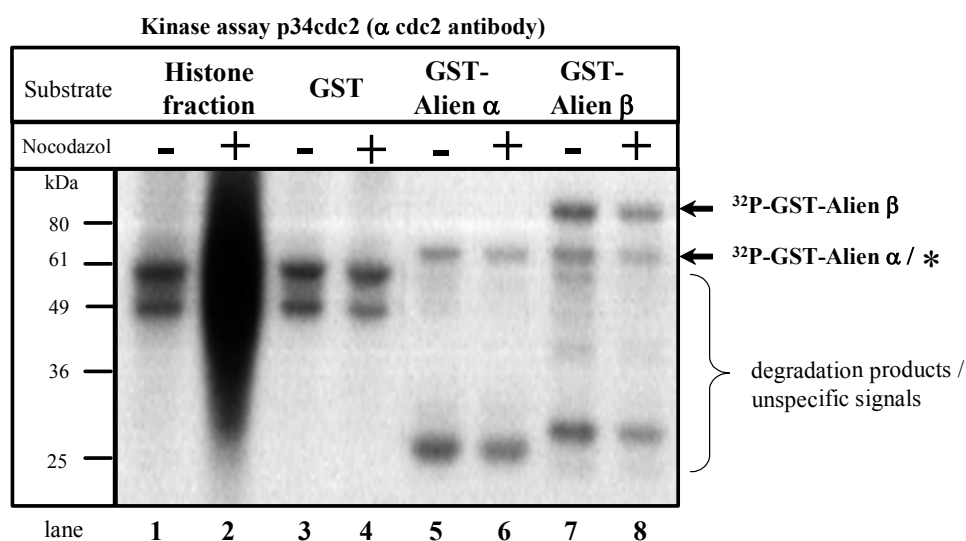 Kinase assay p34cdc2 (α cdc2 antibody)
Substrate
Histone fraction
GST
GST-Alien α
GST-Alien β
Nocodazol
- + - + - + - +
kDa
80
61
49
36
25
³²P-GST-Alien β
³²P-GST-Alien α / *
degradation products /
unspecific signals
lane 1 2 3 4 5 6 7 8